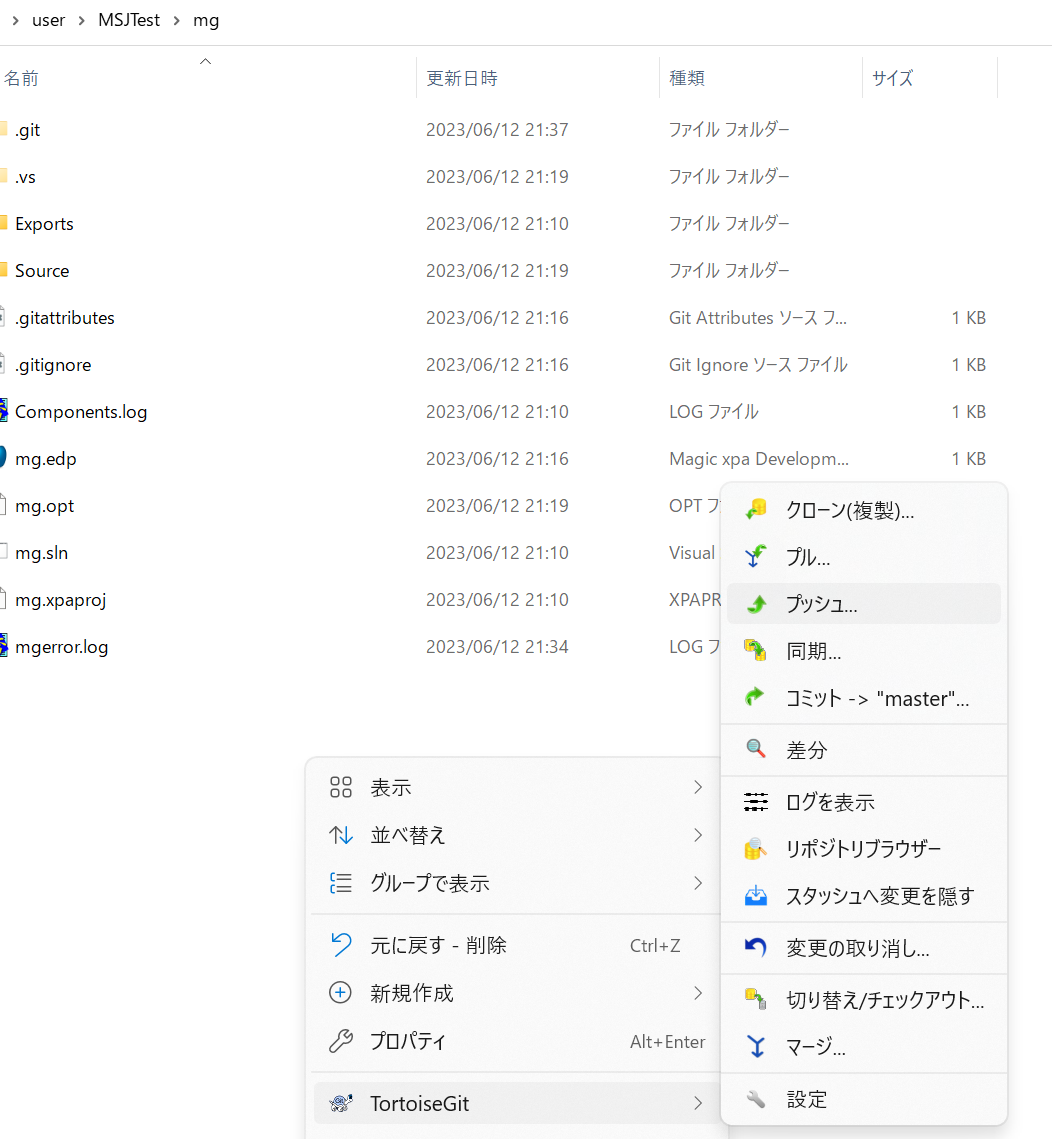 user > MSJTest > mg
名前 更新日時 種類 サイズ
.git 2023/06/12 21:37 ファイル フォルダー
.vs 2023/06/12 21:19 ファイル フォルダー
Exports 2023/06/12 21:10 ファイル フォルダー
Source 2023/06/12 21:19 ファイル フォルダー
.gitattributes 2023/06/12 21:16 Git Attributes ソース フ... 1 KB
.gitignore 2023/06/12 21:16 Git Ignore ソース ファイル 1 KB
Components.log 2023/06/12 21:10 LOG ファイル 1 KB
mg.edp 2023/06/12 21:16 Magic xpa Developm... 1 KB
mg.opt 2023/06/12 21:19 OPT フ
mg.sln 2023/06/12 21:10 Visual
mg.xpaproj 2023/06/12 21:10 XPAPR
mgerror.log 2023/06/12 21:34 LOG フ
表示
並べ替え
グループで表示
元に戻す - 削除 Ctrl+Z
新規作成
プロパティ Alt+Enter
TortoiseGit
クローン(複製)...
プル...
プッシュ...
同期...
コミット -> "master"...
差分
ログを表示
リポジトリブラウザー
スタッシュへ変更を隠す
変更の取り消し...
切り替え/チェックアウト...
マージ...
設定